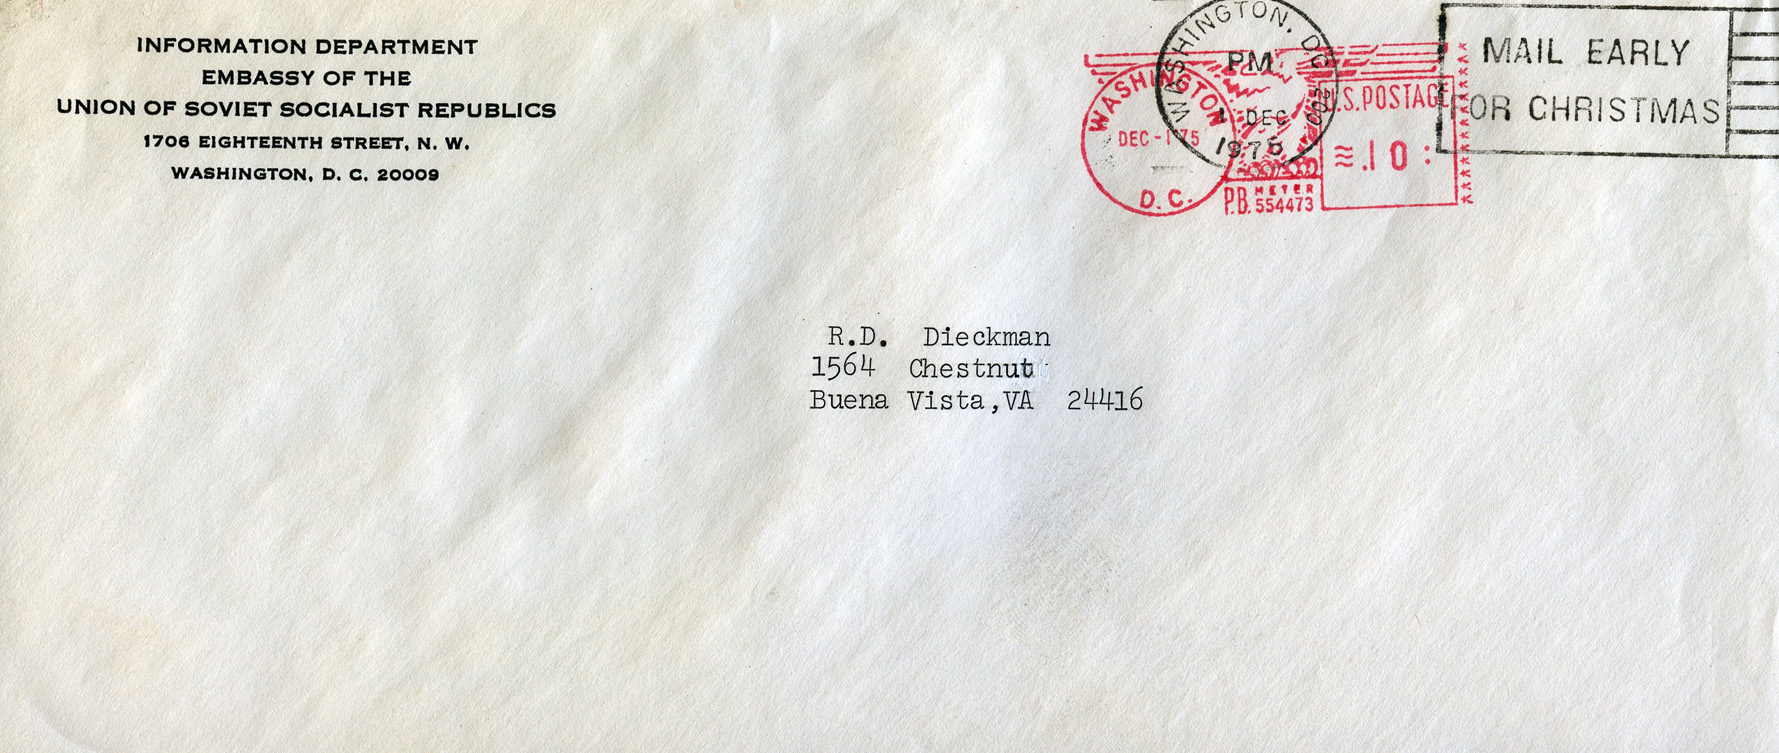 INFORMATION DEPARTMENT
EMBASSY OF THE
UNION OF SOVIET SOCIALIST REPUBLICS
1706 EIGHTEENTH STREET, N. W.
WASHINGTON, D. C. 20009
WASHINGTON, D.C.
PM
1 DEC
1975
WASHINGTON
DEC-1'75
D.C.
P.B. METER
554473
U.S. POSTAGE
.10
MAIL EARLY
FOR CHRISTMAS
R.D. Dieckman
1564 Chestnut
Buena Vista,VA 24416